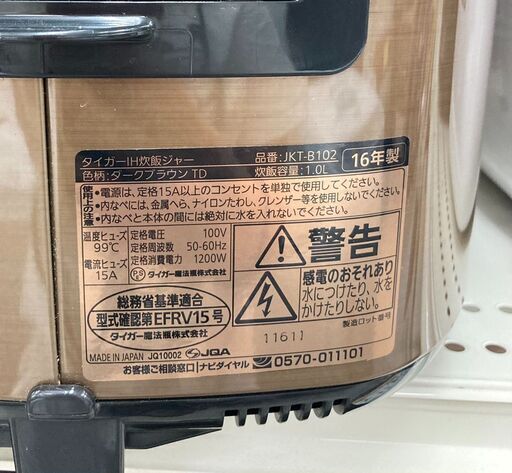 タイガーIH炊飯ジャー 品番:JKT-B102 16年製
色柄:ダークブラウン TD 炊飯容量:1.0L
使用上の注意
•電源は、定格15A以上のコンセントを単独で使用してください。
•内なべには、金属へら、ナイロンたわし、クレンザー等を使用しないでください。
•内なべと本体の間には絶対に水を入れないでください。
温度ヒューズ 99℃
電流ヒューズ 15A
定格電圧 100V
定格周波数 50-60Hz
定格消費電力 1200W
PS タイガー魔法瓶株式会社
警告
感電のおそれあり
水につけたり、水を
かけたりしない。
総務省基準適合
型式確認第EFRV15号
タイガー魔法瓶株式会社
製造ロット番号
11611
MADE IN JAPAN JQ10002 JQA
お客様ご相談窓口 ナビダイヤル 0570-011101